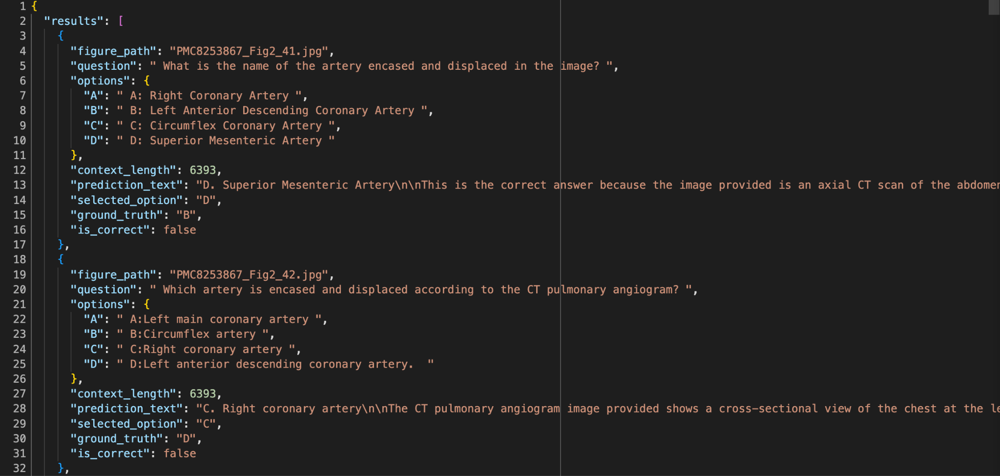 1 {
2 "results": [
3 {
4 "figure_path": "PMC8253867_Fig2_41.jpg",
5 "question": " What is the name of the artery encased and displaced in the image? ",
6 "options": {
7 "A": " A: Right Coronary Artery ",
8 "B": " B: Left Anterior Descending Coronary Artery ",
9 "C": " C: Circumflex Coronary Artery ",
10 "D": " D: Superior Mesenteric Artery "
11 },
12 "context_length": 6393,
13 "prediction_text": "D. Superior Mesenteric Artery\n\nThis is the correct answer because the image provided is an axial CT scan of the abdomen
14 "selected_option": "D",
15 "ground_truth": "B",
16 "is_correct": false
17 },
18 {
19 "figure_path": "PMC8253867_Fig2_42.jpg",
20 "question": " Which artery is encased and displaced according to the CT pulmonary angiogram? ",
21 "options": {
22 "A": " A:Left main coronary artery ",
23 "B": " B:Circumflex artery ",
24 "C": " C:Right coronary artery ",
25 "D": " D:Left anterior descending coronary artery.  "
26 },
27 "context_length": 6393,
28 "prediction_text": "C. Right coronary artery\n\nThe CT pulmonary angiogram image provided shows a cross-sectional view of the chest at the le
29 "selected_option": "C",
30 "ground_truth": "D",
31 "is_correct": false
32 },